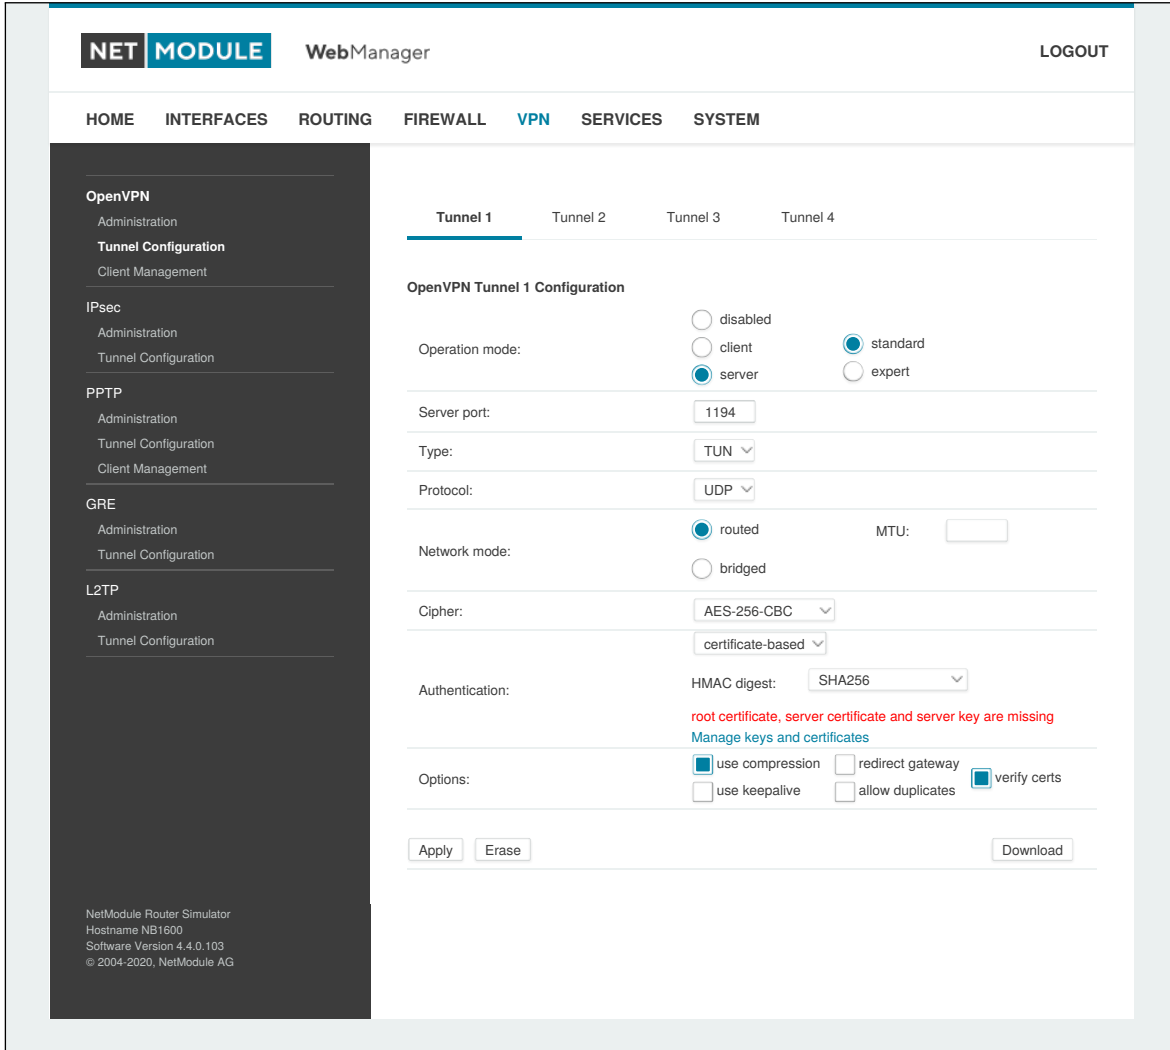 NET MODULE WebManager LOGOUT
HOME INTERFACES ROUTING FIREWALL VPN SERVICES SYSTEM
OpenVPN
Administration
Tunnel Configuration
Client Management
IPsec
Administration
Tunnel Configuration
PPTP
Administration
Tunnel Configuration
Client Management
GRE
Administration
Tunnel Configuration
L2TP
Administration
Tunnel Configuration
NetModule Router Simulator
Hostname NB1600
Software Version 4.4.0.103
© 2004-2020, NetModule AG
Tunnel 1 Tunnel 2 Tunnel 3 Tunnel 4
OpenVPN Tunnel 1 Configuration
Operation mode:
disabled
client
server
standard
expert
Server port: 1194
Type: TUN
Protocol: UDP
Network mode:
routed MTU:
bridged
Cipher: AES-256-CBC
Authentication:
certificate-based
HMAC digest: SHA256
root certificate, server certificate and server key are missing
Manage keys and certificates
Options:
use compression redirect gateway verify certs
use keepalive allow duplicates
Apply Erase Download